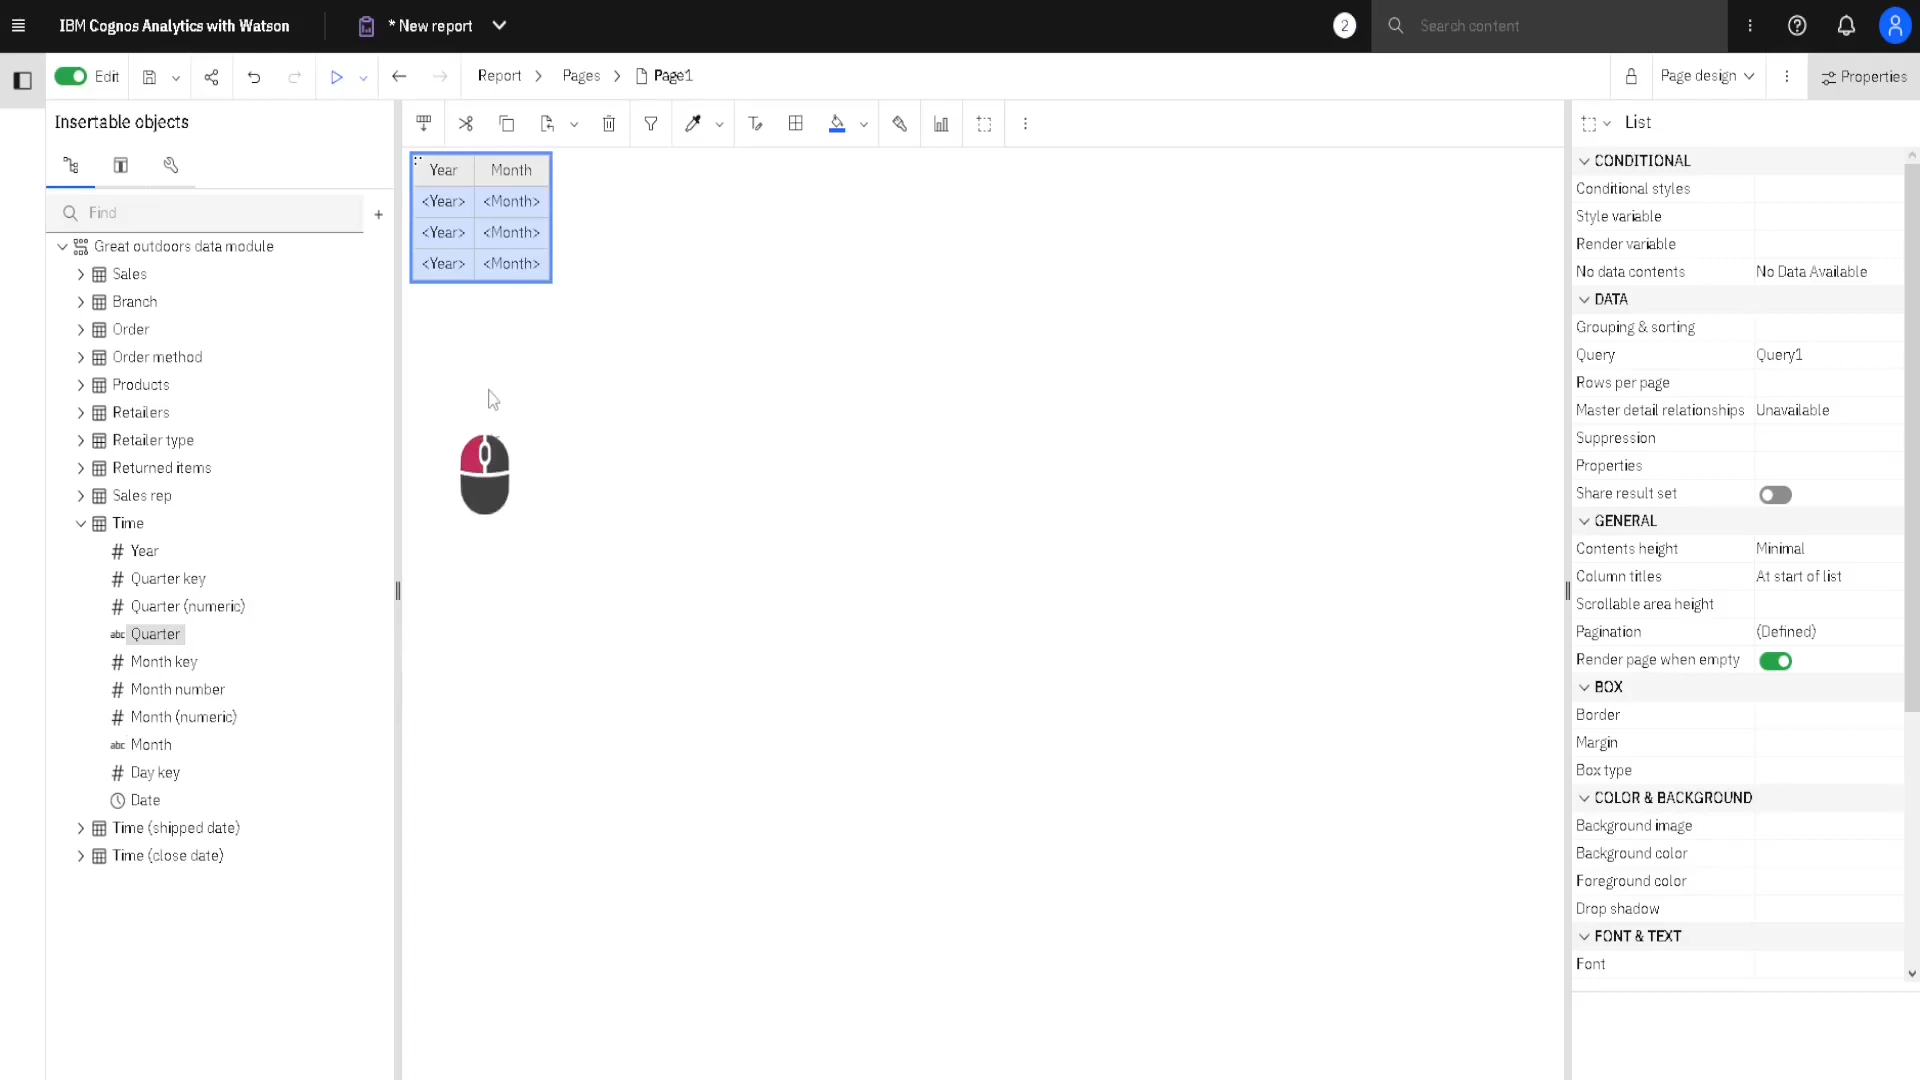 IBM Cognos Analytics with Watson
* New report
2
Search content
Edit
Report
Pages
Page1
Page design
Properties
Insertable objects
Find
Great outdoors data module
Sales
Branch
Order
Order method
Products
Retailers
Retailer type
Returned items
Sales rep
Time
# Year
# Quarter key
# Quarter (numeric)
abc Quarter
# Month key
# Month number
# Month (numeric)
abc Month
# Day key
Date
Time (shipped date)
Time (close date)
Year Month
<Year> <Month>
<Year> <Month>
<Year> <Month>
List
CONDITIONAL
Conditional styles
Style variable
Render variable
No data contents No Data Available
DATA
Grouping & sorting
Query Query1
Rows per page
Master detail relationships Unavailable
Suppression
Properties
Share result set
GENERAL
Contents height Minimal
Column titles At start of list
Scrollable area height
Pagination (Defined)
Render page when empty
BOX
Border
Margin
Box type
COLOR & BACKGROUND
Background image
Background color
Foreground color
Drop shadow
FONT & TEXT
Font